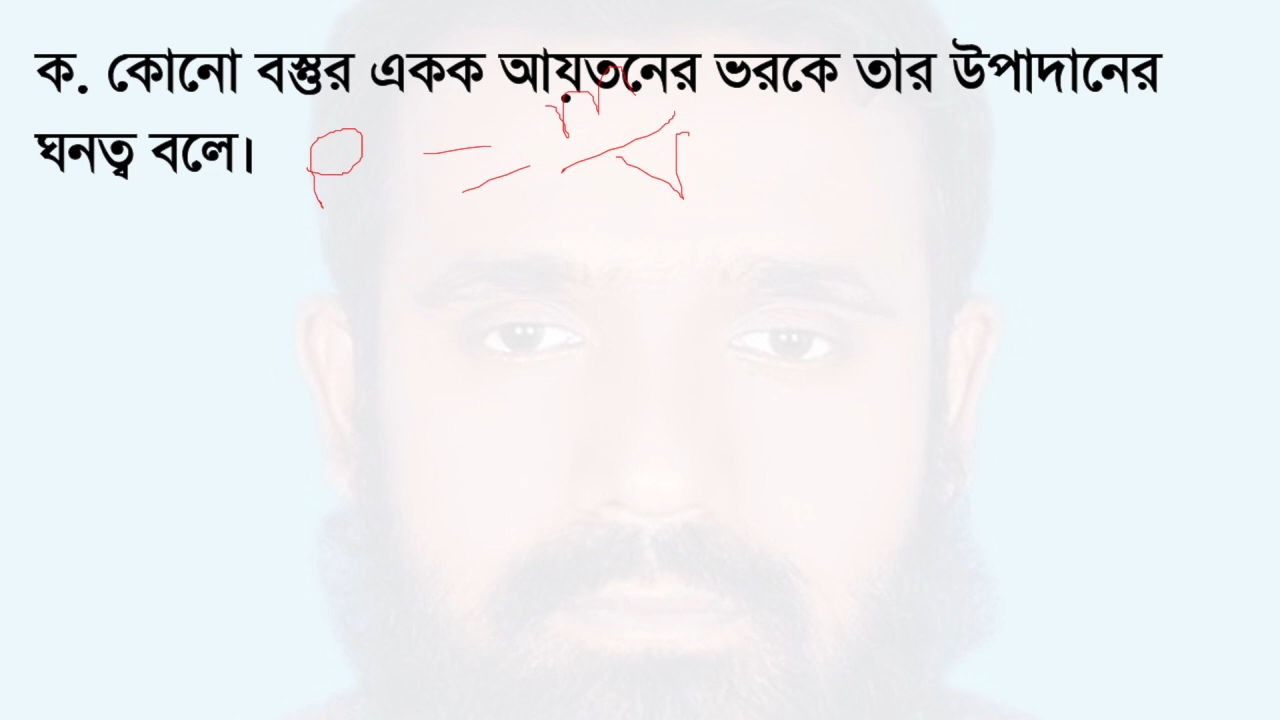 ক. কোনো বস্তুর একক আয়তনের ভরকে তার উপাদানের
ঘনত্ব বলে।
ρ = m/V